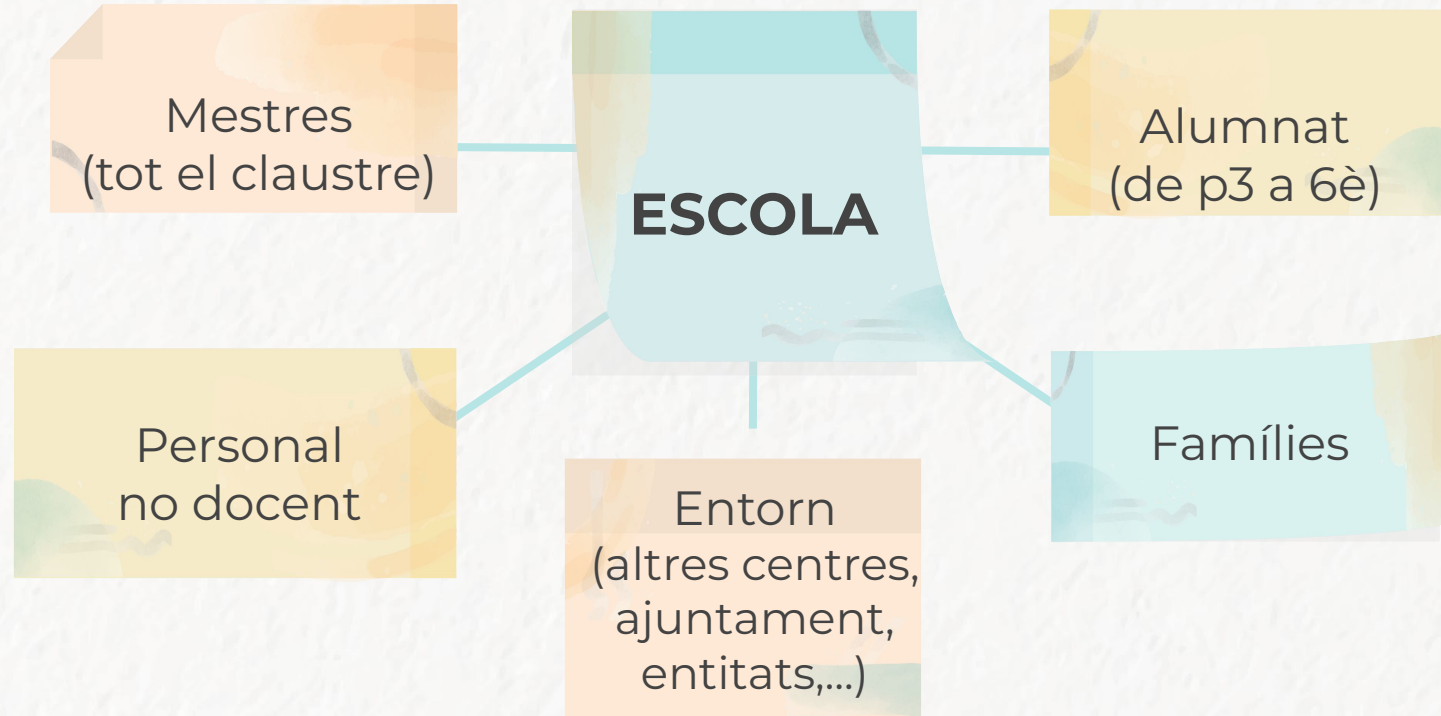 Mestres
(tot el claustre)
ESCOLA
Alumnat
(de p3 a 6è)
Personal
no docent
Entorn
(altres centres,
ajuntament,
entitats,...)
Famílies